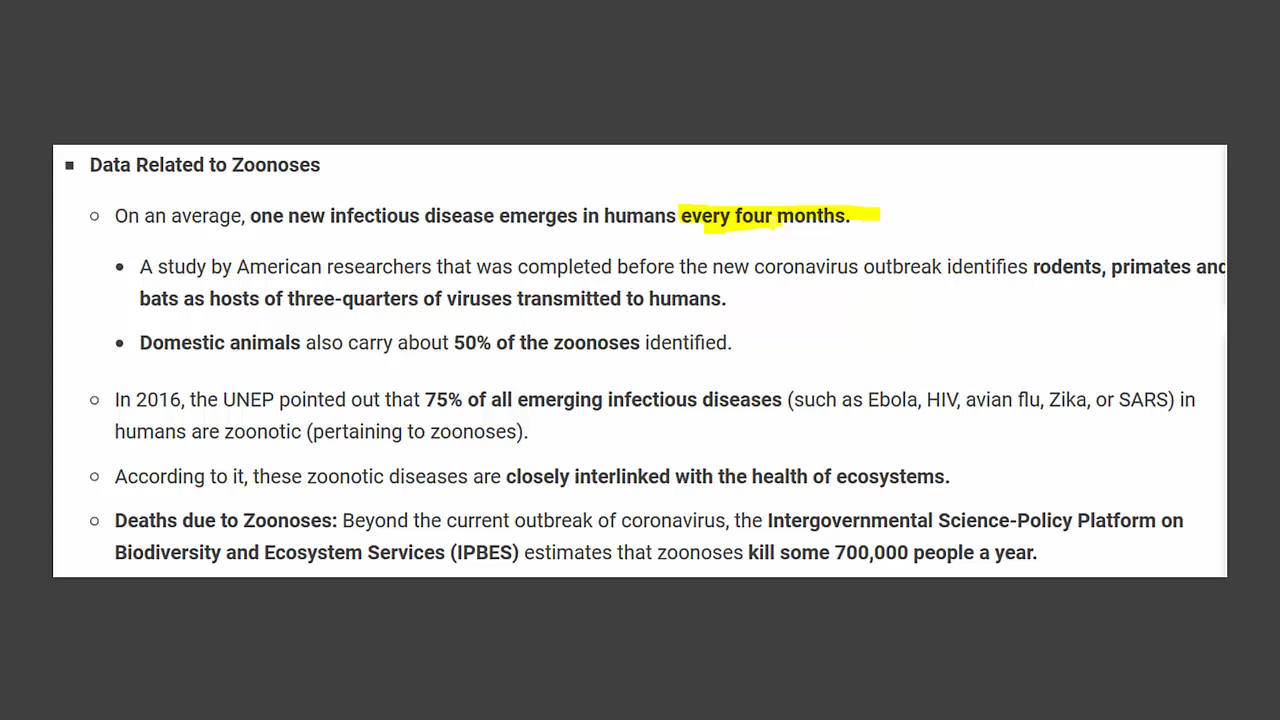 Data Related to Zoonoses
On an average, one new infectious disease emerges in humans every four months.
A study by American researchers that was completed before the new coronavirus outbreak identifies rodents, primates and
bats as hosts of three-quarters of viruses transmitted to humans.
Domestic animals also carry about 50% of the zoonoses identified.
In 2016, the UNEP pointed out that 75% of all emerging infectious diseases (such as Ebola, HIV, avian flu, Zika, or SARS) in
humans are zoonotic (pertaining to zoonoses).
According to it, these zoonotic diseases are closely interlinked with the health of ecosystems.
Deaths due to Zoonoses: Beyond the current outbreak of coronavirus, the Intergovernmental Science-Policy Platform on
Biodiversity and Ecosystem Services (IPBES) estimates that zoonoses kill some 700,000 people a year.